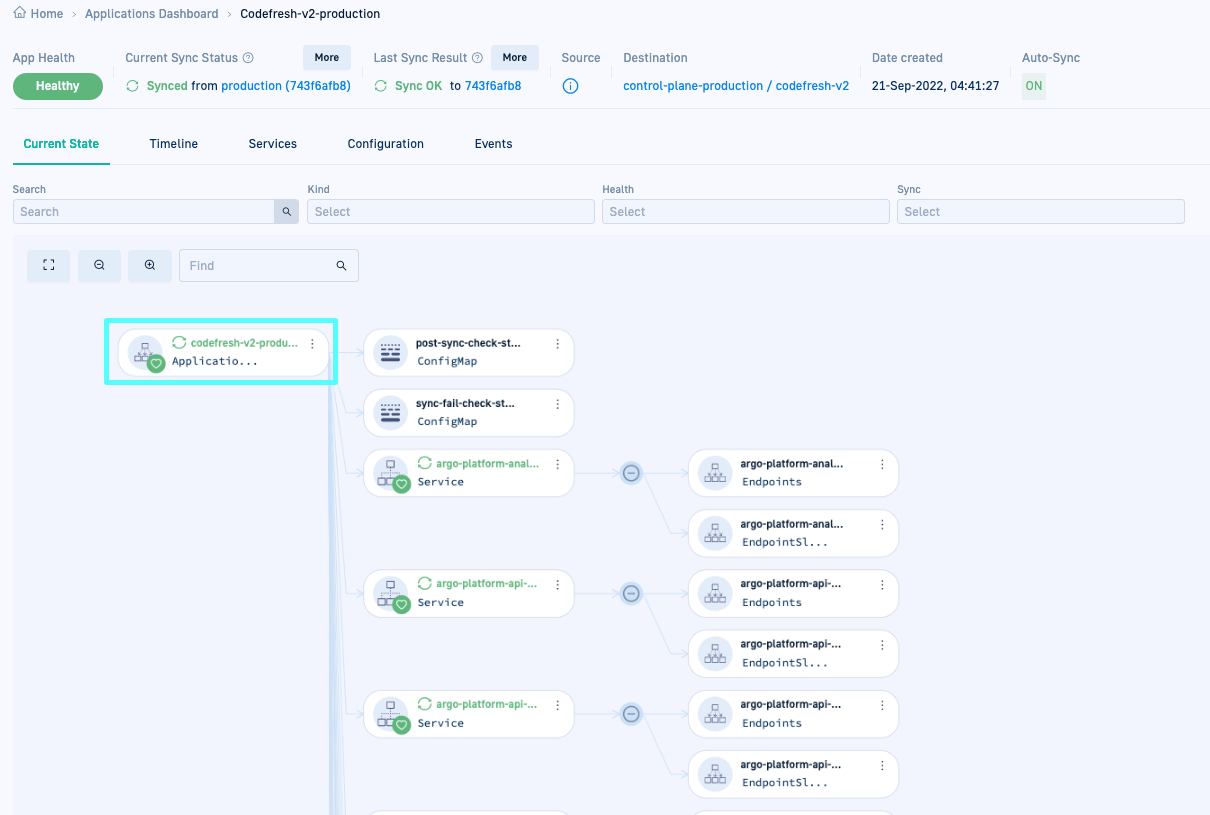 Home › Applications Dashboard › Codefresh-v2-production
App Health
Healthy
Current Sync Status More
Synced from production (743f6afb8)
Last Sync Result More
Sync OK to 743f6afb8
Source
Destination
control-plane-production / codefresh-v2
Date created
21-Sep-2022, 04:41:27
Auto-Sync
ON
Current State Timeline Services Configuration Events
Search Kind Health Sync
Search Select Select Select
Find
codefresh-v2-produ...
Applicatio...
post-sync-check-st...
ConfigMap
sync-fail-check-st...
ConfigMap
argo-platform-anal...
Service
argo-platform-anal...
Endpoints
argo-platform-anal...
EndpointSl...
argo-platform-api-...
Service
argo-platform-api-...
Endpoints
argo-platform-api-...
EndpointSl...
argo-platform-api-...
Service
argo-platform-api-...
Endpoints
argo-platform-api-...
EndpointSl...